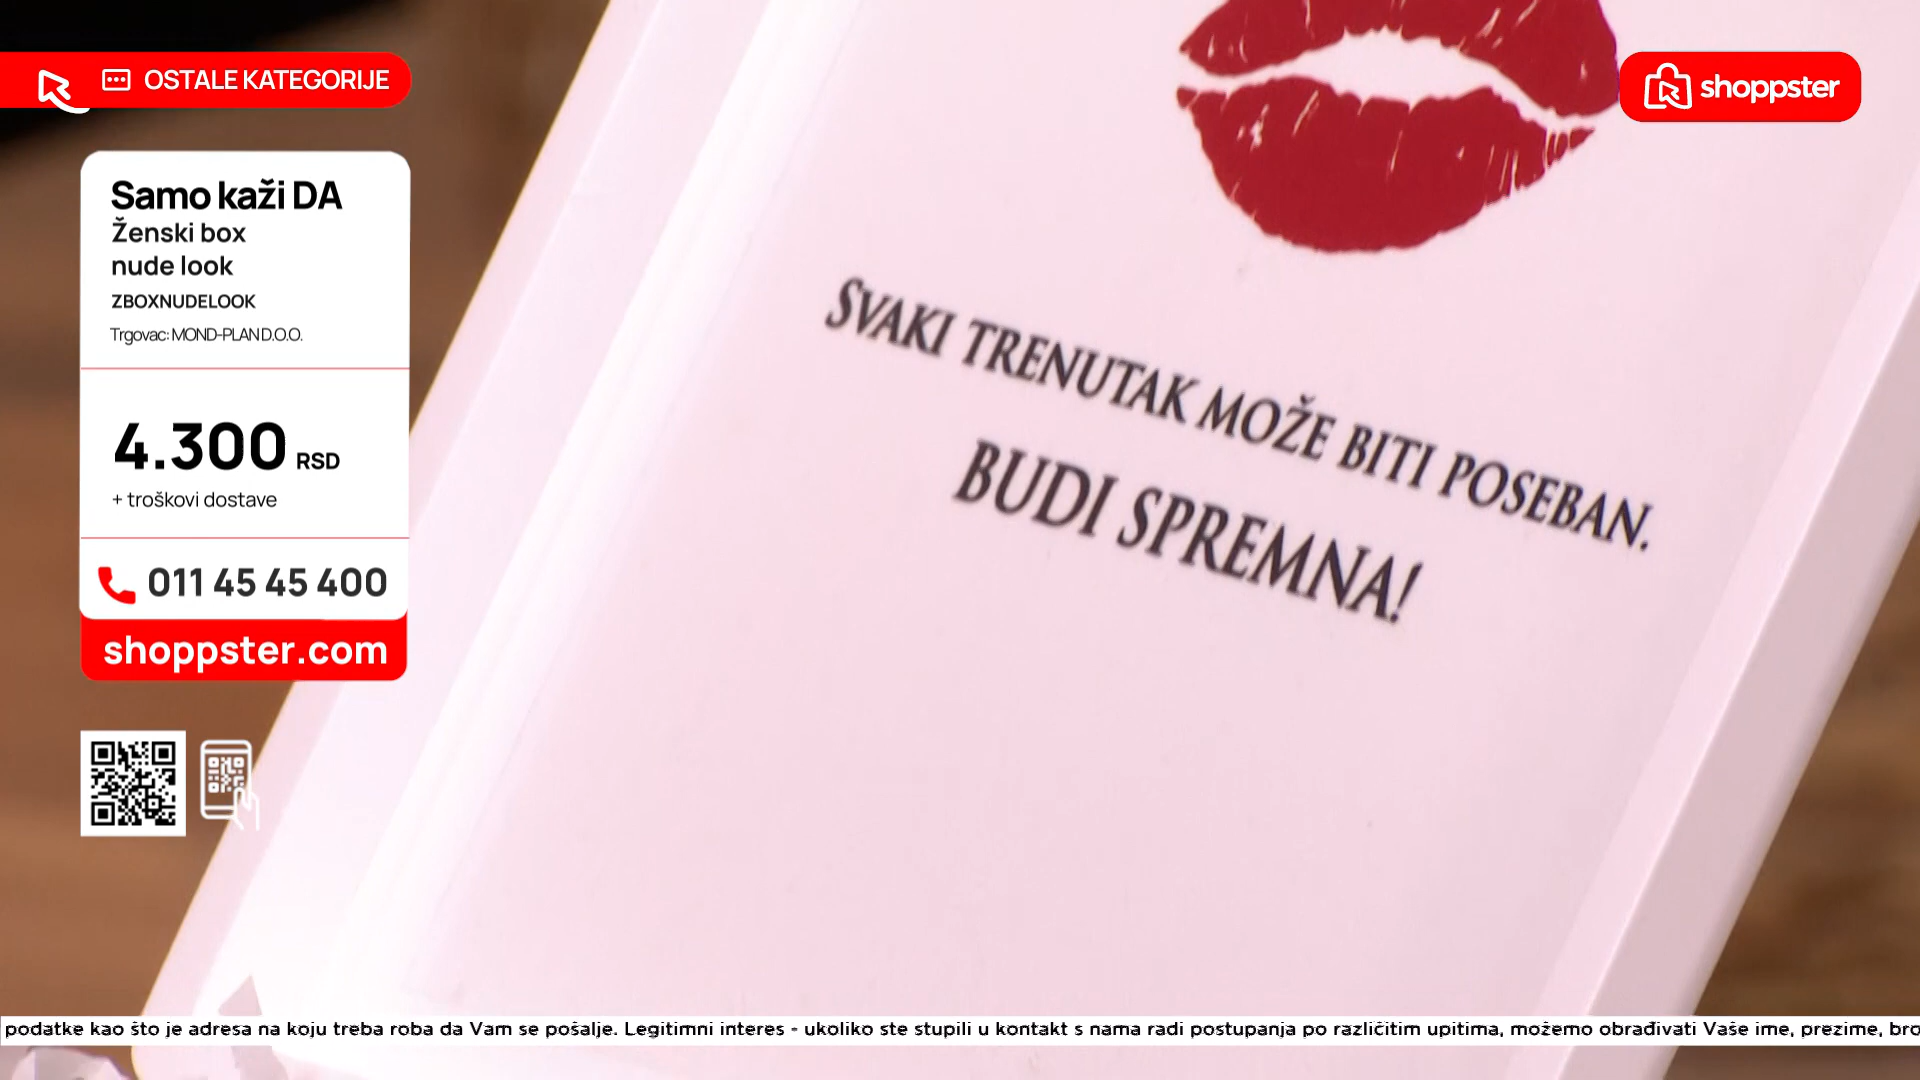 OSTALE KATEGORIJE
shoppster
Samo kaži DA
Ženski box
nude look
ZBOXNUDELOOK
Trgovac: MOND-PLAN D.O.O.
4.300 RSD
+ troškovi dostave
011 45 45 400
shoppster.com
SVAKI TRENUTAK MOŽE BITI POSEBAN.
BUDI SPREMNA!
podatke kao što je adresa na koju treba roba da Vam se pošalje. Legitimni interes - ukoliko ste stupili u kontakt s nama radi postupanja po različitim upitima, možemo obrađivati Vaše ime, prezime, bro